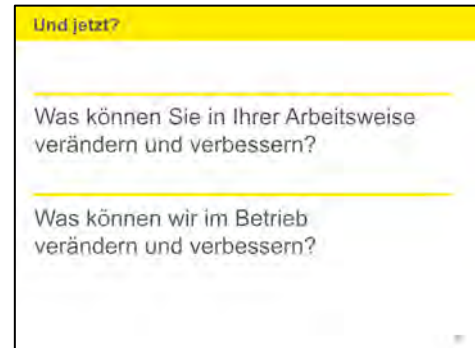 Und jetzt?
Was können Sie in Ihrer Arbeitsweise
verändern und verbessern?
Was können wir im Betrieb
verändern und verbessern?